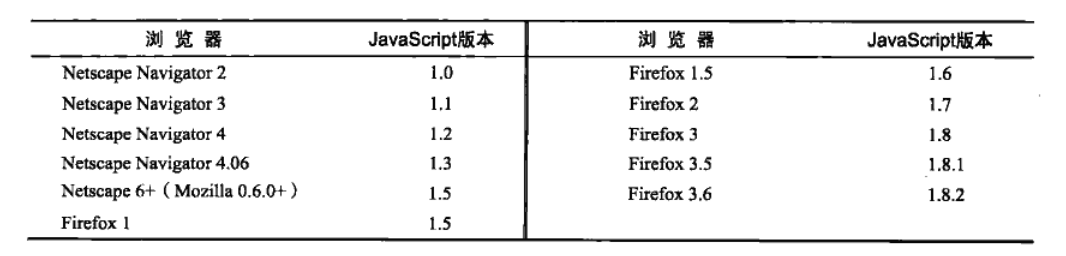 浏览器 JavaScript版本 浏览器 JavaScript版本
Netscape Navigator 2 1.0 Firefox 1.5 1.6
Netscape Navigator 3 1.1 Firefox 2 1.7
Netscape Navigator 4 1.2 Firefox 3 1.8
Netscape Navigator 4.06 1.3 Firefox 3.5 1.8.1
Netscape 6+（Mozilla 0.6.0+） 1.5 Firefox 3.6 1.8.2
Firefox 1 1.5